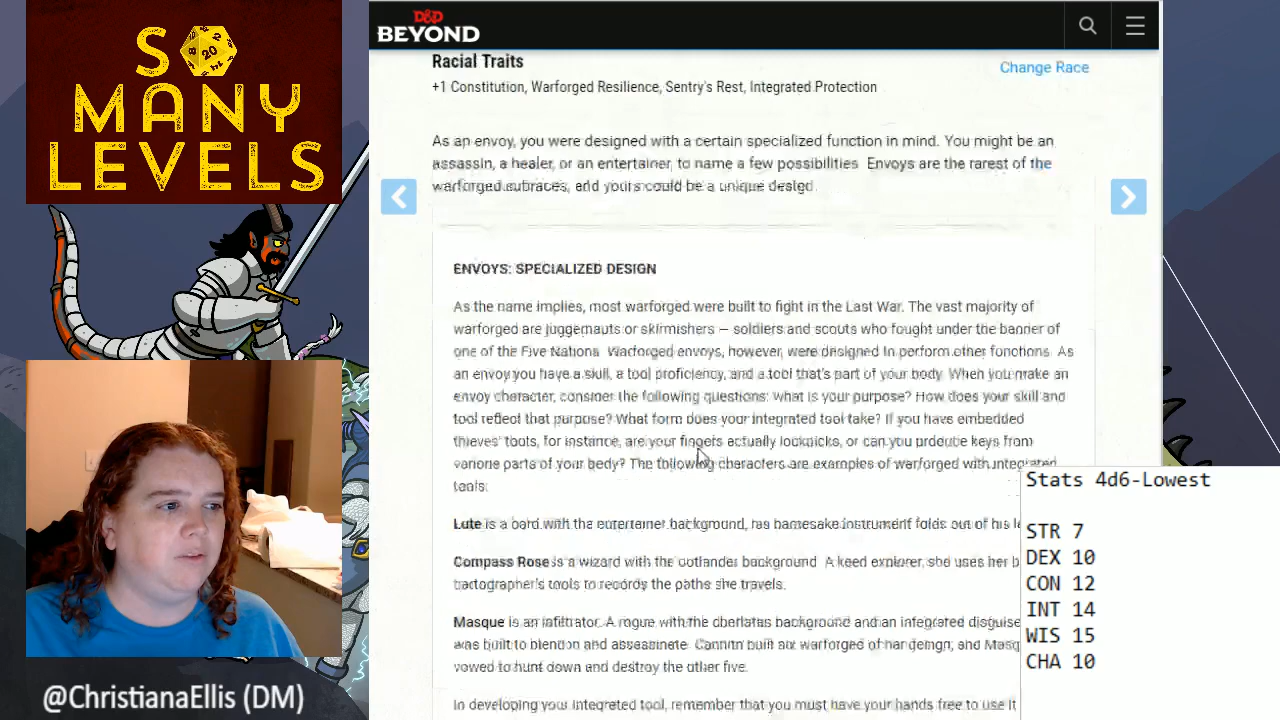 SO
MANY
LEVELS
20
@ChristianaEllis (DM)
D&D
BEYOND
Racial Traits
Change Race
+1 Constitution, Warforged Resilience, Sentry's Rest, Integrated Protection
As an envoy, you were designed with a certain specialized function in mind. You might be an
assassin, a healer, or an entertainer, to name a few possibilities. Envoys are the rarest of the
warforged subraces, and yours could be a unique design.
ENVOYS: SPECIALIZED DESIGN
As the name implies, most warforged were built to fight in the Last War. The vast majority of
warforged are juggernauts or skirmishers — soldiers and scouts who fought under the banner of
one of the Five Nations. Warforged envoys, however, were designed to perform other functions. As
an envoy you have a skill, a tool proficiency, and a tool that's part of your body. When you make an
envoy character, consider the following questions: what is your purpose? How does your skill and
tool reflect that purpose? What form does your integrated tool take? If you have embedded
thieves' tools, for instance, are your fingers actually lockpicks, or can you produce keys from
various parts of your body? The following characters are examples of warforged with integrated
tools:
Lute is a bard with the entertainer background, his namesake instrument folds out of his
Compass Rose is a wizard with the outlander background. A keen explorer, she uses her
cartographer's tools to records the paths she travels.
Masque is an infiltrator. A rogue with the charlatan background and an integrated disguise
was built to blend in and assassinate. Cannith built six warforged of her design, and
vowed to hunt down and destroy the other five.
In developing your integrated tool, remember that you must have your hands free to use it
Stats 4d6-Lowest
STR 7
DEX 10
CON 12
INT 14
WIS 15
CHA 10